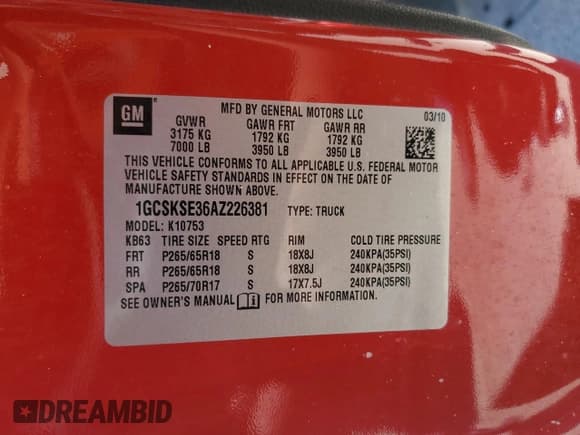 GM
MFD BY GENERAL MOTORS LLC
03/10
GVWR GAWR FRT GAWR RR
3175 KG 1792 KG 1792 KG
7000 LB 3950 LB 3950 LB
THIS VEHICLE CONFORMS TO ALL APPLICABLE U.S. FEDERAL MOTOR
VEHICLE SAFETY STANDARDS IN EFFECT ON THE DATE OF
MANUFACTURE SHOWN ABOVE.
1GCSKSE36AZ226381 TYPE: TRUCK
MODEL: K10753
KB63 TIRE SIZE SPEED RTG RIM COLD TIRE PRESSURE
FRT P265/65R18 S 18X8J 240KPA(35PSI)
RR P265/65R18 S 18X8J 240KPA(35PSI)
SPA P265/70R17 S 17X7.5J 240KPA(35PSI)
SEE OWNER'S MANUAL FOR MORE INFORMATION.
DREAMBID